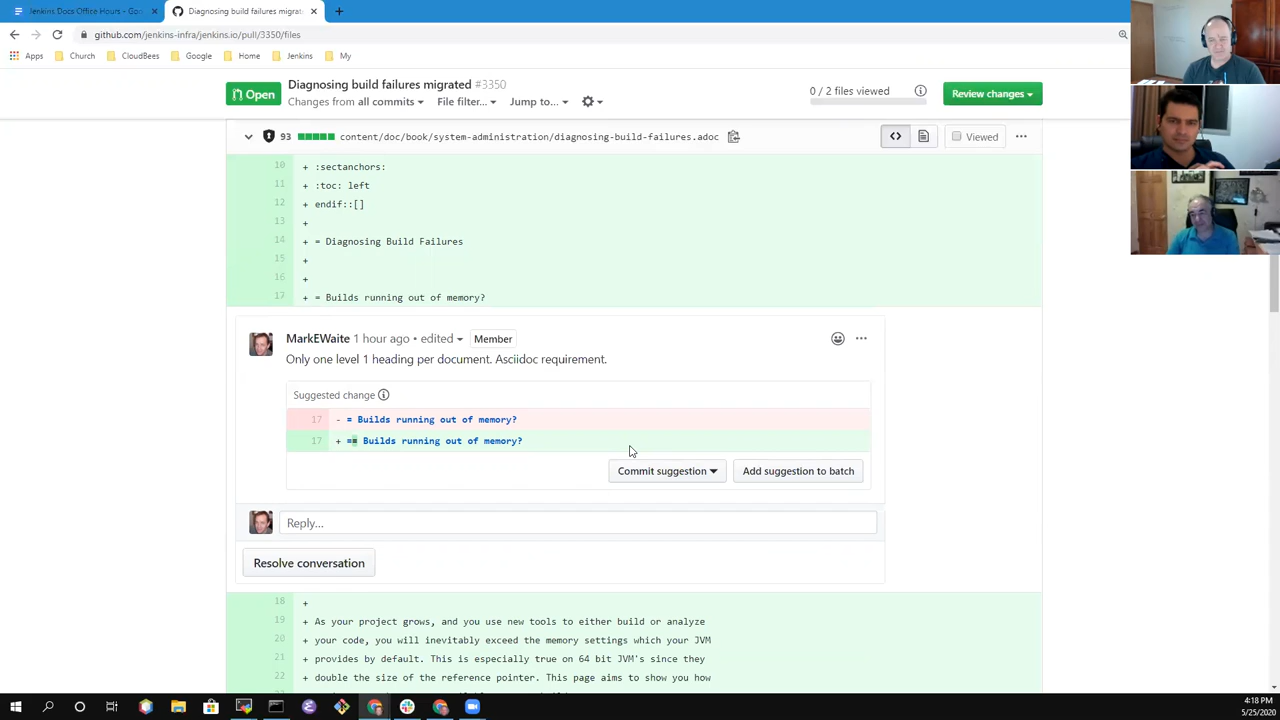 Jenkins Docs Office Hours - Goo
Diagnosing build failures migrat
github.com/jenkins-infra/jenkins.io/pull/3350/files
Apps Church CloudBees Google Home Jenkins My
Open
Diagnosing build failures migrated #3350
Changes from all commits File filter... Jump to...
0 / 2 files viewed
Review changes
93 content/doc/book/system-administration/diagnosing-build-failures.adoc
Viewed
10 + :sectanchors:
11 + :toc: left
12 + endif::[]
13 +
14 + = Diagnosing Build Failures
15 +
16 +
17 + = Builds running out of memory?
MarkEWaite 1 hour ago • edited Member
Only one level 1 heading per document. Asciidoc requirement.
Suggested change
17 - = Builds running out of memory?
17 + == Builds running out of memory?
Commit suggestion Add suggestion to batch
Reply...
Resolve conversation
18 +
19 + As your project grows, and you use new tools to either build or analyze
20 + your code, you will inevitably exceed the memory settings which your JVM
21 + provides by default. This is especially true on 64 bit JVM's since they
22 + double the size of the reference pointer. This page aims to show you how
4:18 PM
5/25/2020